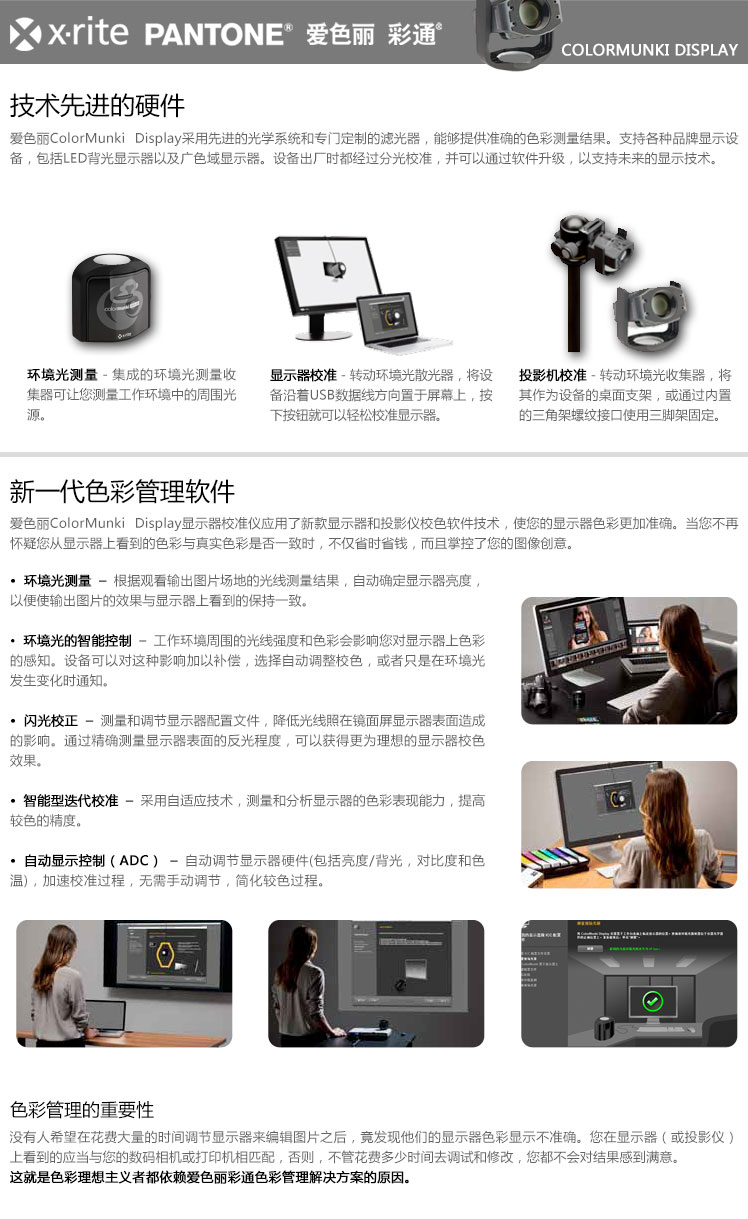 x·rite PANTONE® 爱色丽 彩通®
COLORMUNKI DISPLAY
技术先进的硬件
爱色丽ColorMunki Display采用先进的光学系统和专门定制的滤光器，能够提供准确的色彩测量结果。支持各种品牌显示设
备，包括LED背光显示器以及广色域显示器。设备出厂时都经过分光校准，并可以通过软件升级，以支持未来的显示技术。
环境光测量 - 集成的环境光测量收
集器可让您测量工作环境中的周围光
源。
显示器校准 - 转动环境光散光器，将设
备沿着USB数据线方向置于屏幕上，按
下按钮就可以轻松校准显示器。
投影机校准 - 转动环境光收集器，将
其作为设备的桌面支架，或通过内置
的三角架螺纹接口使用三脚架固定。
新一代色彩管理软件
爱色丽ColorMunki Display显示器校准仪应用了新款显示器和投影仪校色软件技术，使您的显示器色彩更加准确。当您不再
怀疑您从显示器上看到的色彩与真实色彩是否一致时，不仅省时省钱，而且掌控了您的图像创意。
• 环境光测量 – 根据观看输出图片场地的光线测量结果，自动确定显示器亮度，
以便使输出图片的效果与显示器上看到的保持一致。
• 环境光的智能控制 – 工作环境周围的光线强度和色彩会影响您对显示器上色彩
的感知。设备可以对这种影响加以补偿，选择自动调整校色，或者只是在环境光
发生变化时通知。
• 闪光校正 – 测量和调节显示器配置文件，降低光线照在镜面屏显示器表面造成
的影响。通过精确测量显示器表面的反光程度，可以获得更为理想的显示器校色
效果。
• 智能型迭代校准 – 采用自适应技术，测量和分析显示器的色彩表现能力，提高
较色的精度。
• 自动显示控制（ADC） – 自动调节显示器硬件(包括亮度/背光，对比度和色
温)，加速校准过程，无需手动调节，简化较色过程。
色彩管理的重要性
没有人希望在花费大量的时间调节显示器来编辑图片之后，竟发现他们的显示器色彩显示不准确。您在显示器（或投影仪）
上看到的应当与您的数码相机或打印机相匹配，否则，不管花费多少时间去调试和修改，您都不会对结果感到满意。
这就是色彩理想主义者都依赖爱色丽彩通色彩管理解决方案的原因。